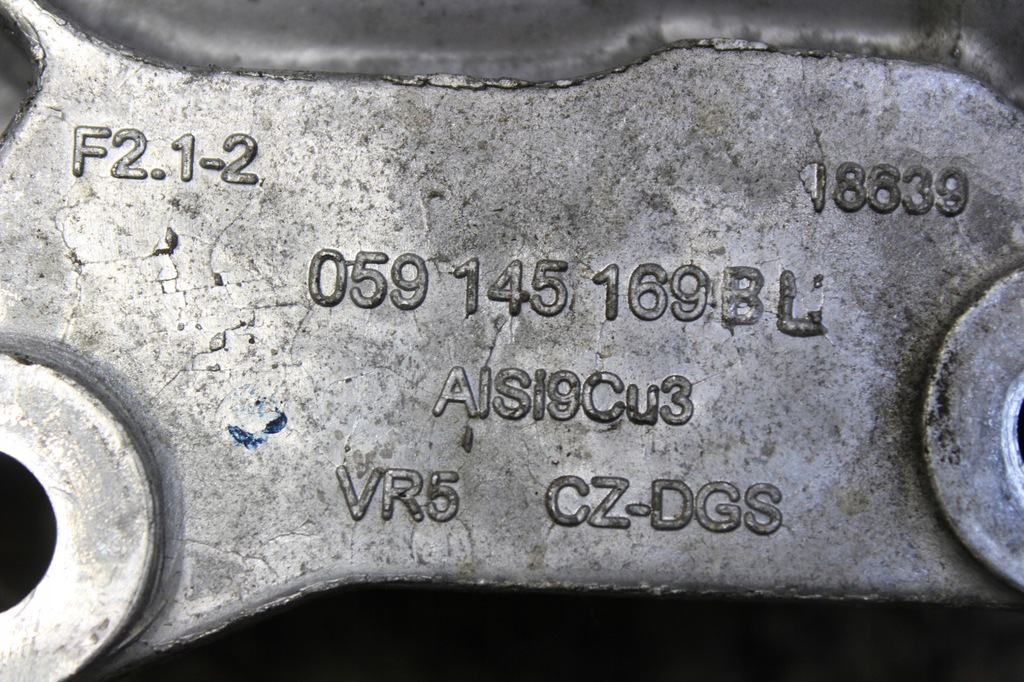 F2.1-2
18639
059 145 169 BL
AlSi9Cu3
VR5 CZ-DGS